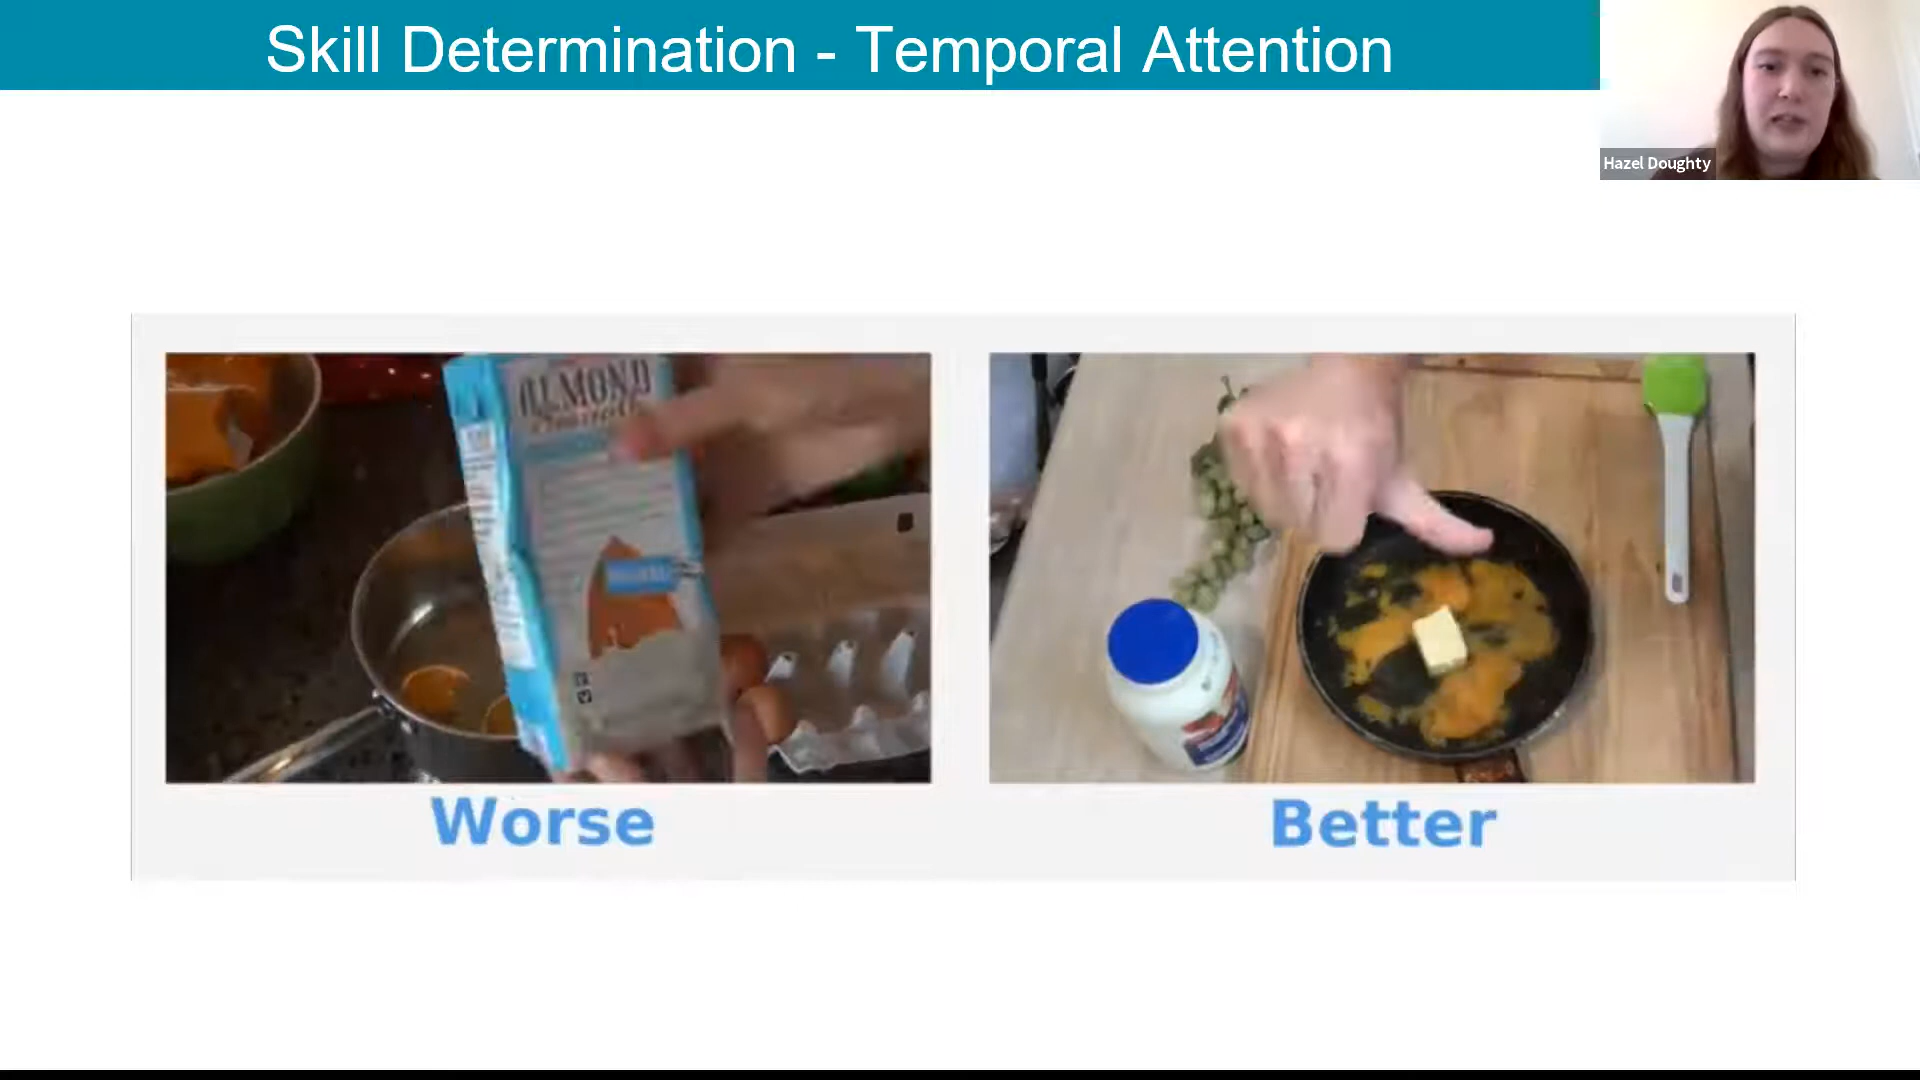 Skill Determination - Temporal Attention
Hazel Doughty
ALMOND
Worse
Better